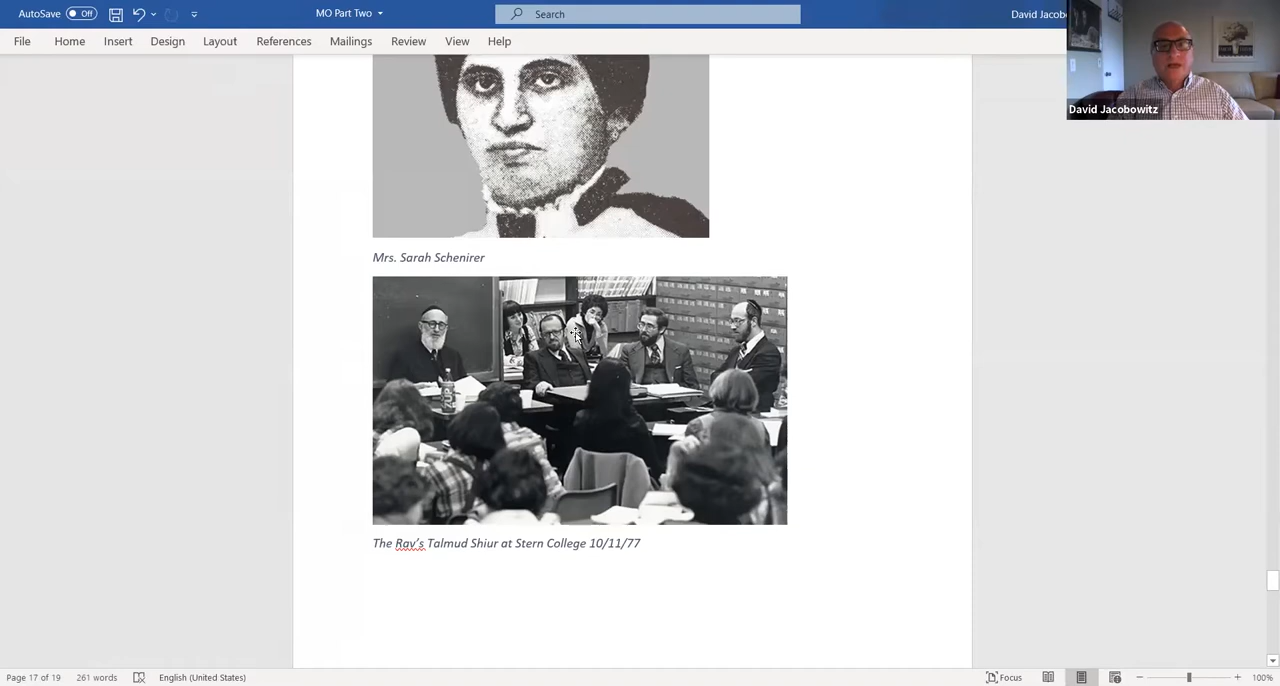 AutoSave Off MO Part Two Search David Jacob
File Home Insert Design Layout References Mailings Review View Help
David Jacobowitz
Mrs. Sarah Schenirer
7UP
The Rav's Talmud Shiur at Stern College 10/11/77
Page 17 of 19 261 words English (United States) Focus 100%